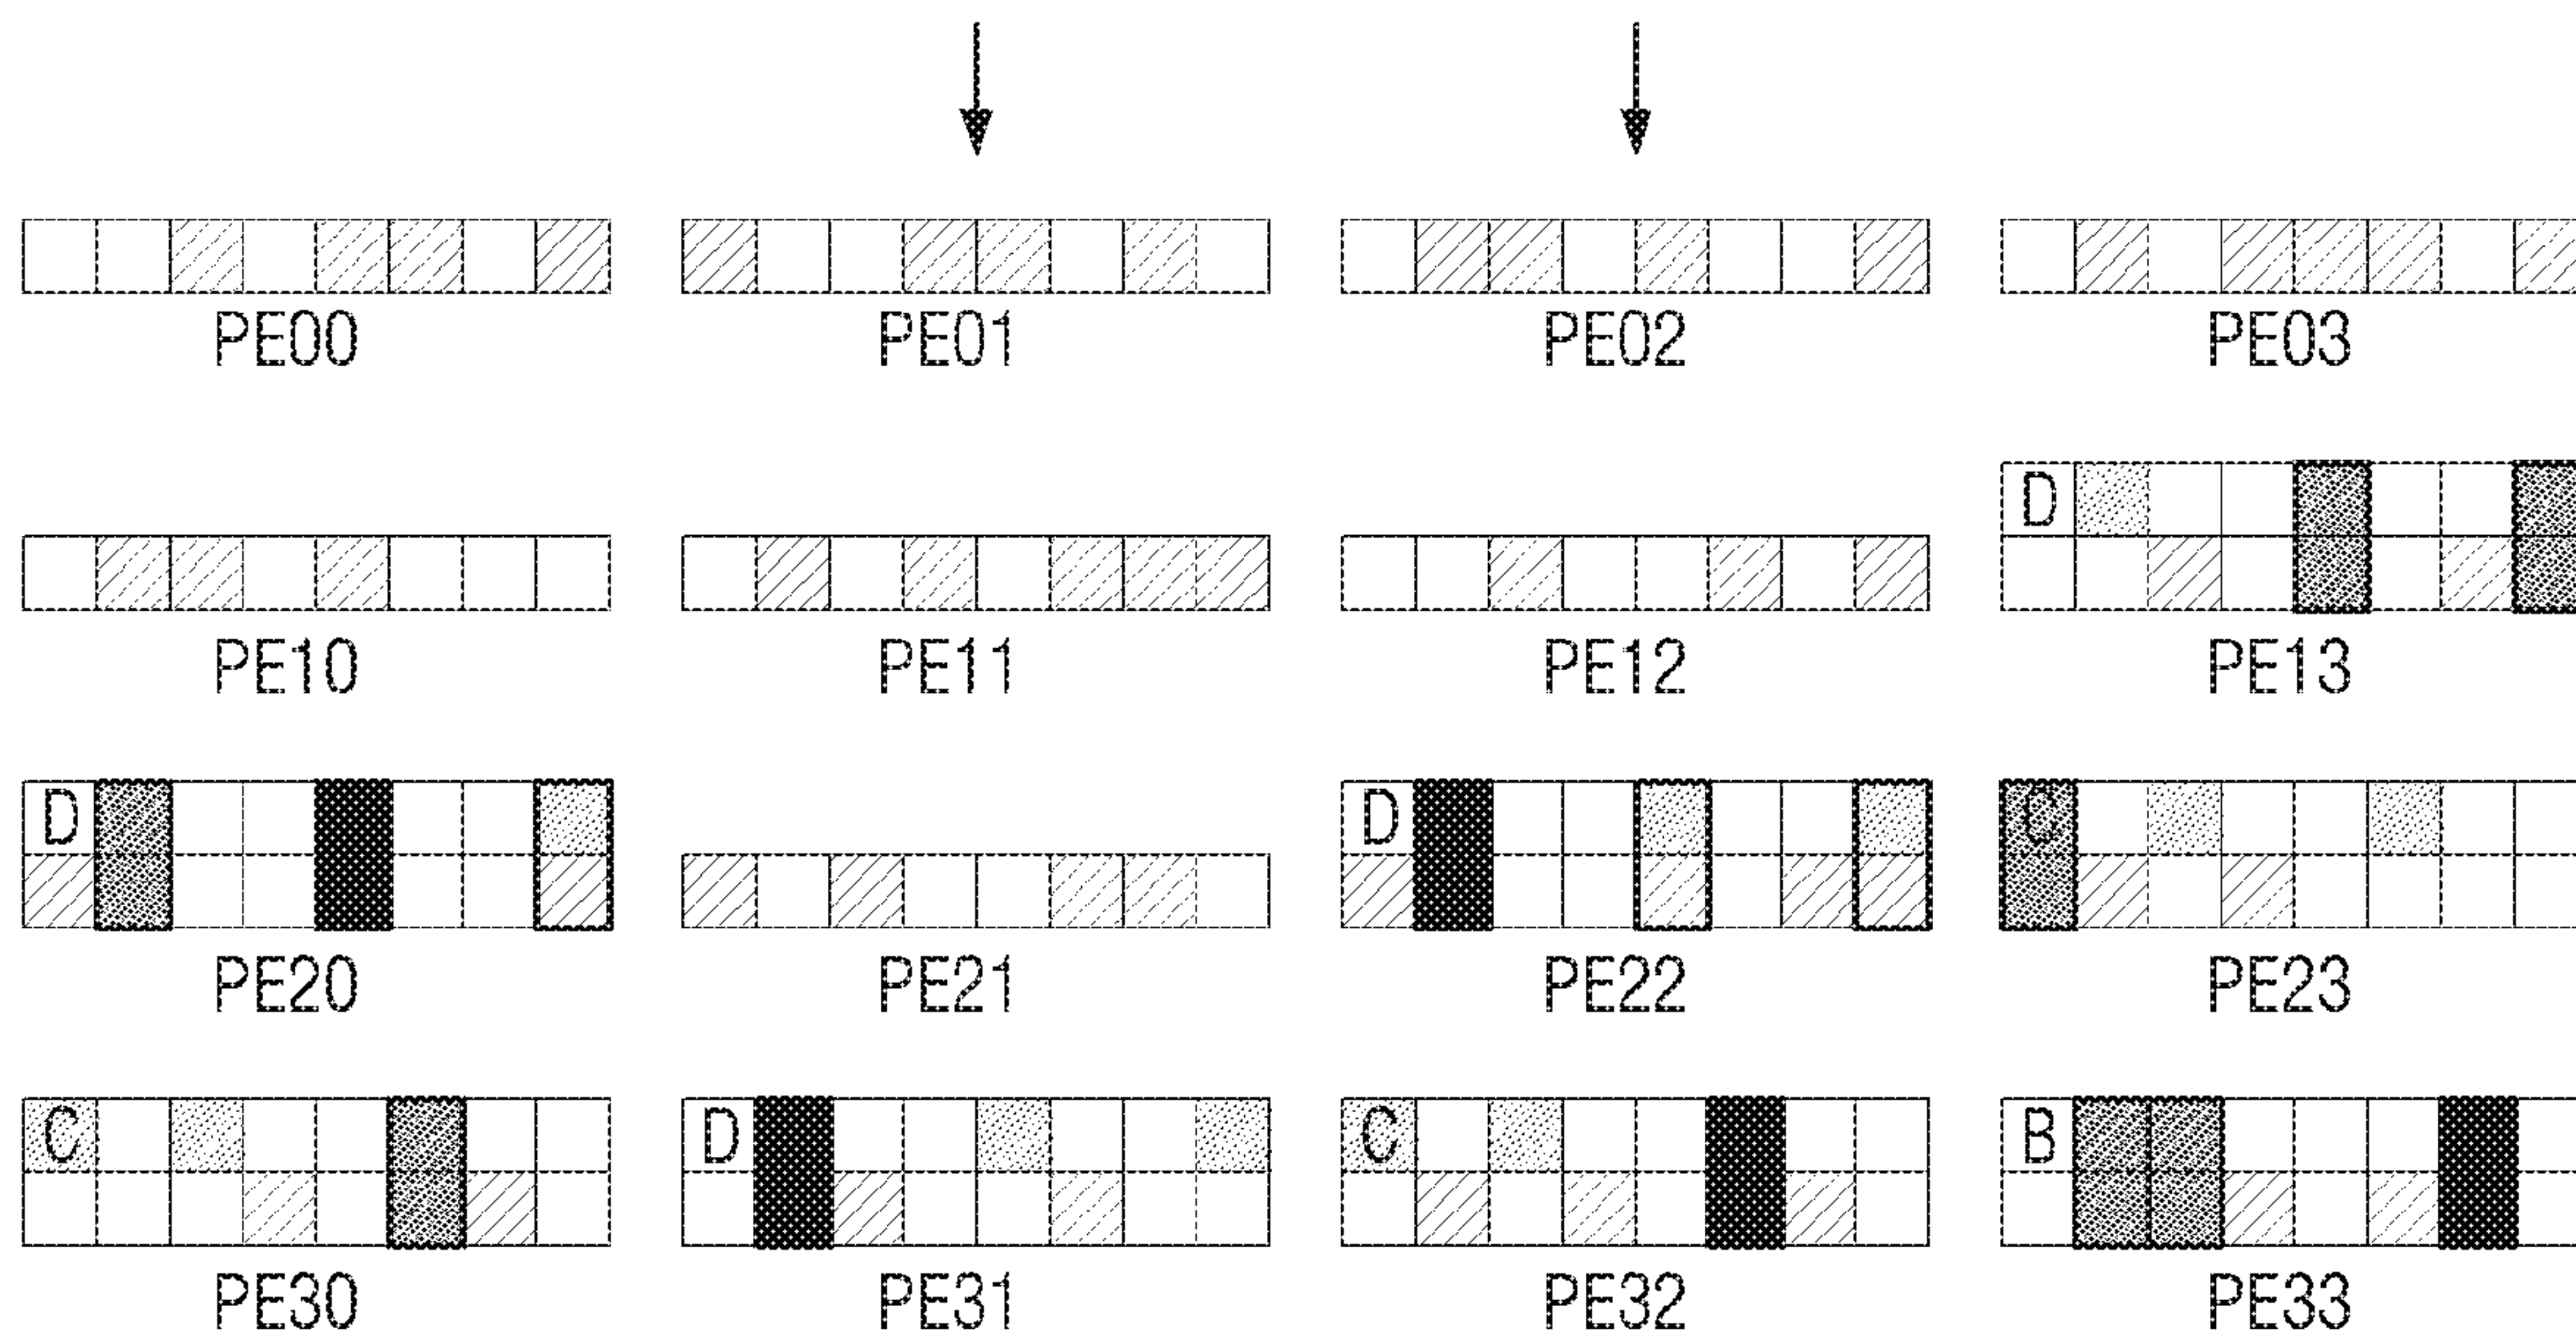 PE00 PE01 PE02 PE03
D
PE10 PE11 PE12 PE13
D D C
PE20 PE21 PE22 PE23
C D C B
PE30 PE31 PE32 PE33